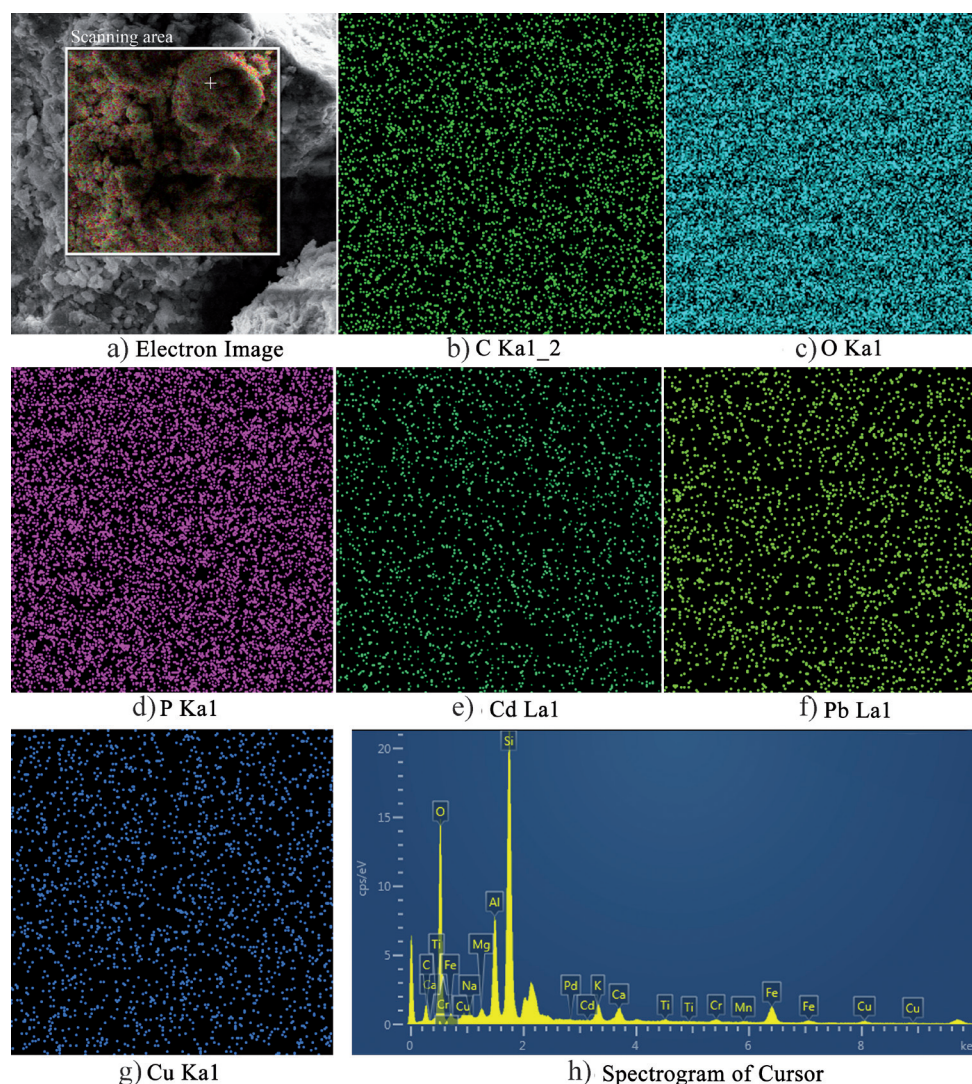 Scanning area
a) Electron Image
b) C Ka1_2
c) O Ka1
d) P Ka1
e) Cd La1
f) Pb La1
g) Cu Ka1
20
15
10
5
0
cps/eV
Si
O
Al
Ti
Mg
C
Fe
Ca
Na
Cr
Cu
Pd
Cd
K
Ca
Ti
Ti
Cr
Mn
Fe
Fe
Cu
Cu
0 2 4 6 8 ke
h) Spectrogram of Cursor